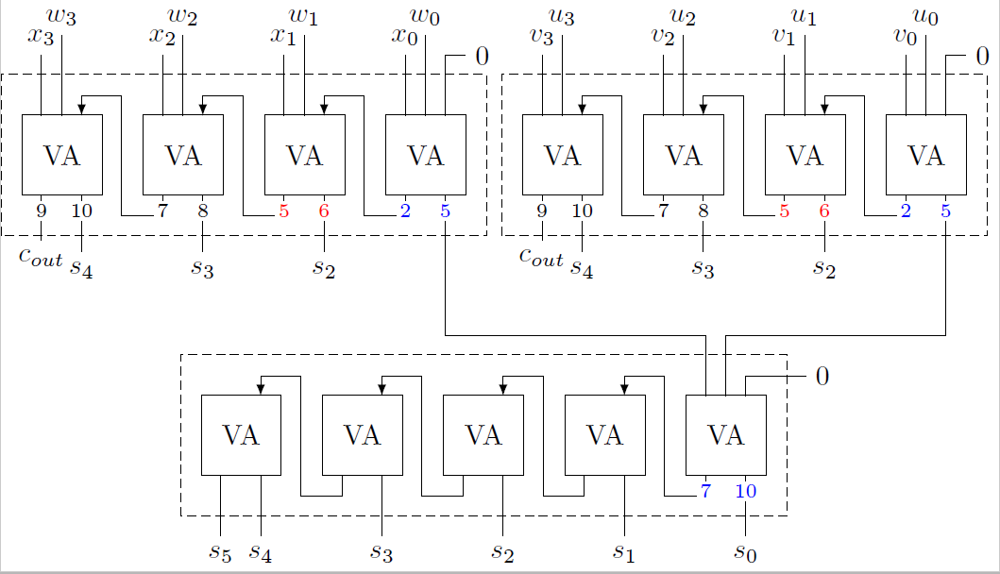 w₃ w₂ w₁ w₀ u₃ u₂ u₁ u₀
x₃ x₂ x₁ x₀ v₃ v₂ v₁ v₀
0 0
VA VA VA VA VA VA VA VA
9 10 7 8 5 6 2 5 9 10 7 8 5 6 2 5
c_out s₄ s₃ s₂ c_out s₄ s₃ s₂
0
VA VA VA VA VA
7 10
s₅ s₄ s₃ s₂ s₁ s₀